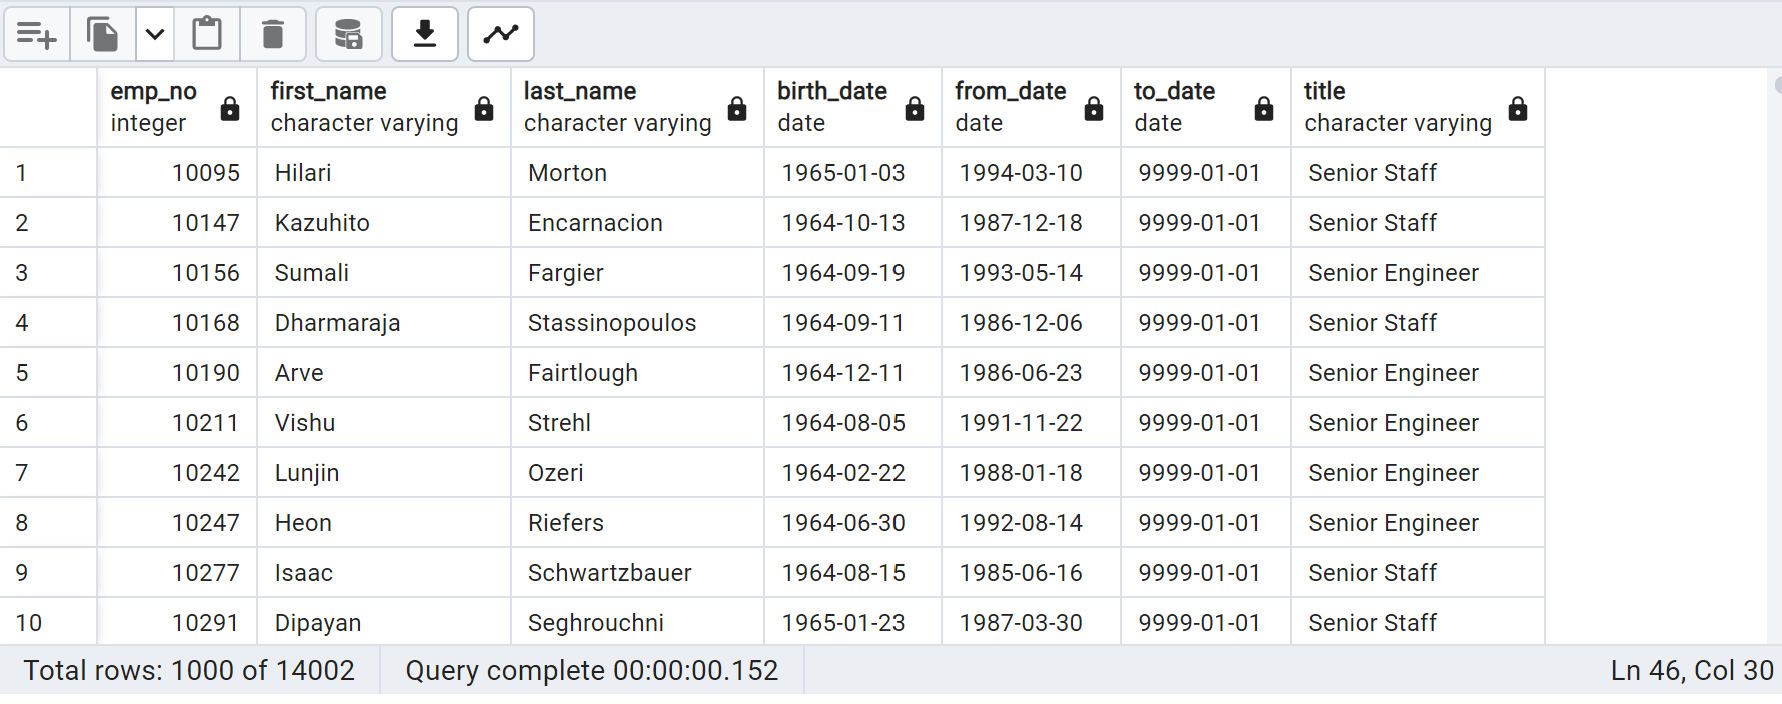 emp_no first_name last_name birth_date from_date to_date title
integer character varying character varying date date date character varying
1 10095 Hilari Morton 1965-01-03 1994-03-10 9999-01-01 Senior Staff
2 10147 Kazuhito Encarnacion 1964-10-13 1987-12-18 9999-01-01 Senior Staff
3 10156 Sumali Fargier 1964-09-19 1993-05-14 9999-01-01 Senior Engineer
4 10168 Dharmaraja Stassinopoulos 1964-09-11 1986-12-06 9999-01-01 Senior Staff
5 10190 Arve Fairtlough 1964-12-11 1986-06-23 9999-01-01 Senior Engineer
6 10211 Vishu Strehl 1964-08-05 1991-11-22 9999-01-01 Senior Engineer
7 10242 Lunjin Ozeri 1964-02-22 1988-01-18 9999-01-01 Senior Engineer
8 10247 Heon Riefers 1964-06-30 1992-08-14 9999-01-01 Senior Engineer
9 10277 Isaac Schwartzbauer 1964-08-15 1985-06-16 9999-01-01 Senior Staff
10 10291 Dipayan Seghrouchni 1965-01-23 1987-03-30 9999-01-01 Senior Staff
Total rows: 1000 of 14002 Query complete 00:00:00.152 Ln 46, Col 30